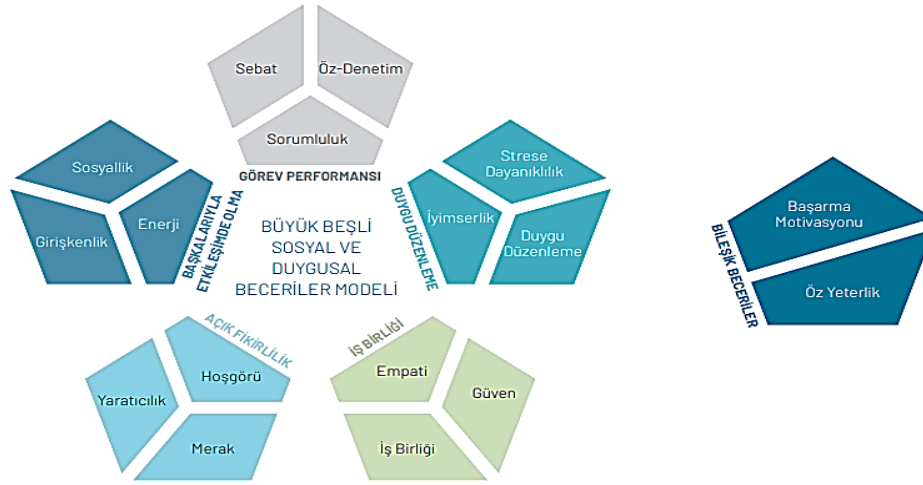 Sebat
Öz-Denetim
Sorumluluk
GÖREV PERFORMANSI
Sosyallik
Girişkenlik
Enerji
BAŞKALARIYLA
ETKİLEŞİMDE OLMA
Strese
Dayanıklılık
İyimserlik
Duygu
Düzenleme
DUYGU DÜZENLEME
BÜYÜK BEŞLİ
SOSYAL VE
DUYGUSAL
BECERİLER MODELİ
AÇIK FİKİRLİLİK
Hoşgörü
Yaratıcılık
Merak
İŞ BİRLİĞİ
Empati
Güven
İş Birliği
Başarma
Motivasyonu
Öz Yeterlik
BİLEŞİK BECERİLER